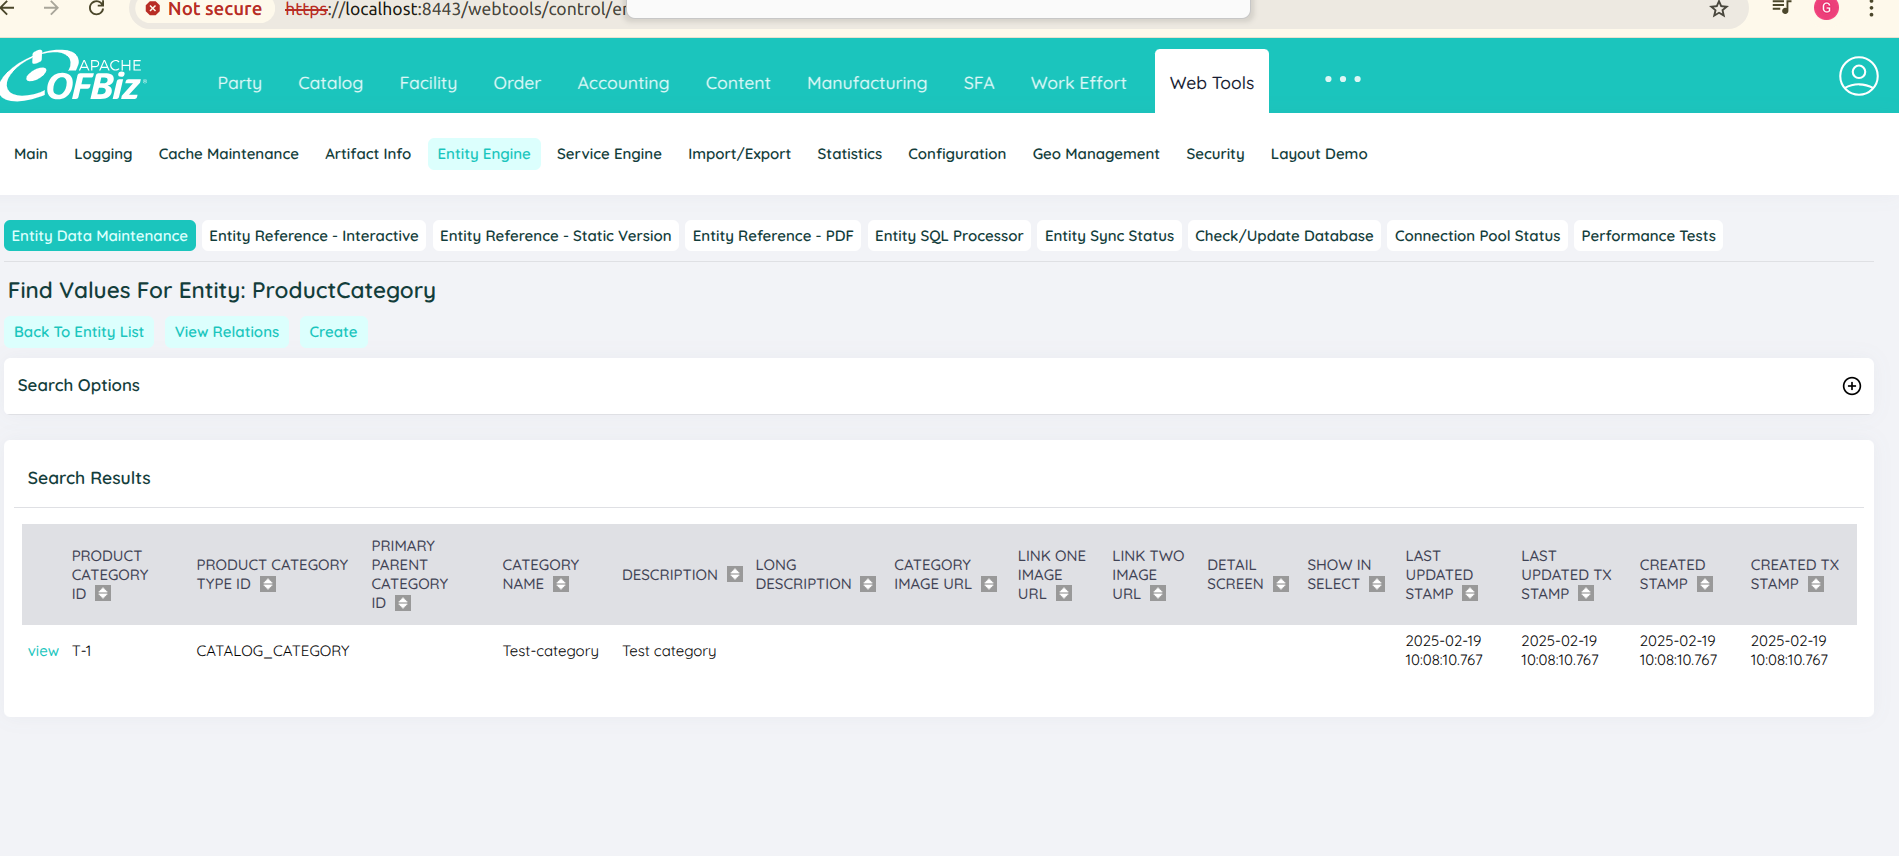 Not secure https://localhost:8443/webtools/control/
G
APACHE
OFBiz
Party Catalog Facility Order Accounting Content Manufacturing SFA Work Effort Web Tools
Main Logging Cache Maintenance Artifact Info Entity Engine Service Engine Import/Export Statistics Configuration Geo Management Security Layout Demo
Entity Data Maintenance Entity Reference - Interactive Entity Reference - Static Version Entity Reference - PDF Entity SQL Processor Entity Sync Status Check/Update Database Connection Pool Status Performance Tests
Find Values For Entity: ProductCategory
Back To Entity List View Relations Create
Search Options
Search Results
PRODUCT CATEGORY ID PRODUCT CATEGORY TYPE ID PRIMARY PARENT CATEGORY ID CATEGORY NAME DESCRIPTION LONG DESCRIPTION CATEGORY IMAGE URL LINK ONE IMAGE URL LINK TWO IMAGE URL DETAIL SCREEN SHOW IN SELECT LAST UPDATED STAMP LAST UPDATED TX STAMP CREATED STAMP CREATED TX STAMP
view T-1 CATALOG_CATEGORY Test-category Test category 2025-02-19 10:08:10.767 2025-02-19 10:08:10.767 2025-02-19 10:08:10.767 2025-02-19 10:08:10.767